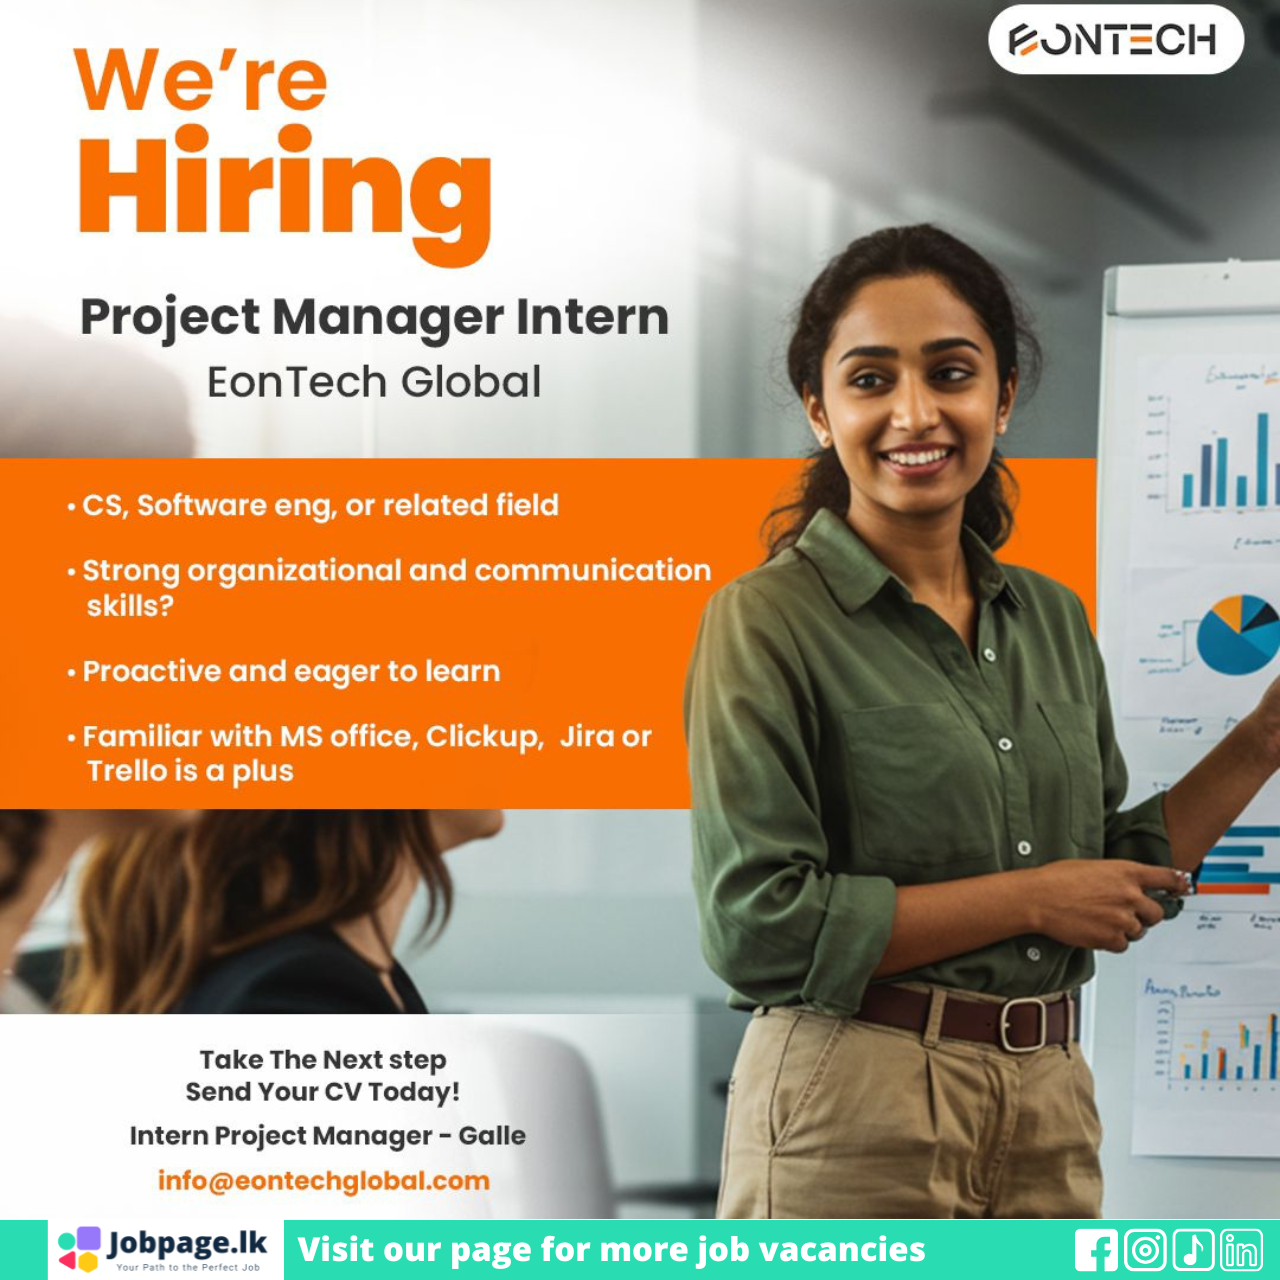 EONTECH
We're
Hiring
Project Manager Intern
EonTech Global
• CS, Software eng, or related field
• Strong organizational and communication
skills?
• Proactive and eager to learn
• Familiar with MS office, Clickup, Jira or
Trello is a plus
Take The Next step
Send Your CV Today!
Intern Project Manager - Galle
info@eontechglobal.com
Jobpage.lk
Your Path to the Perfect Job
Visit our page for more job vacancies